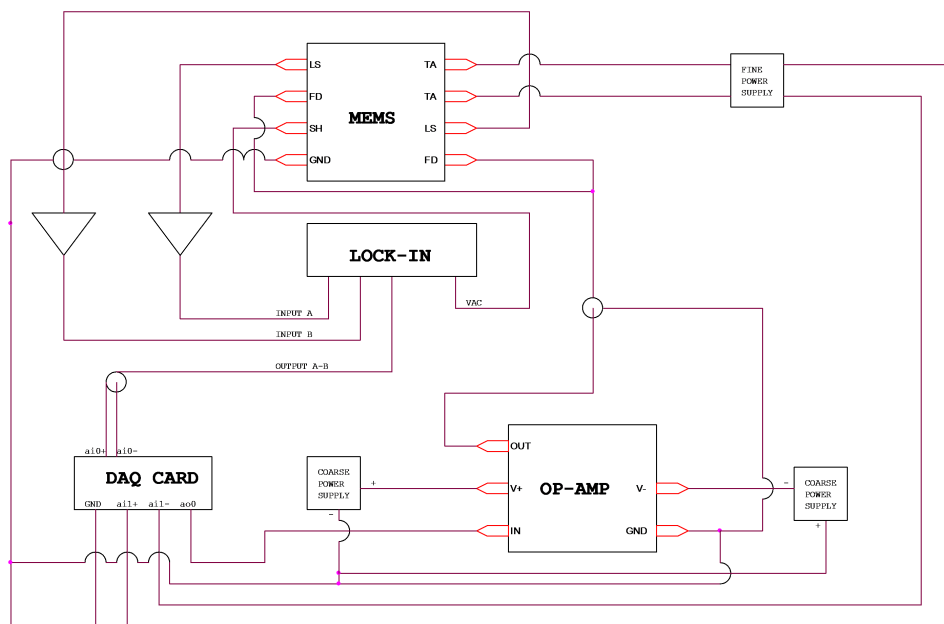 LS
TA
FINE
POWER
SUPPLY
FD
TA
MEMS
SH
LS
GND
FD
LOCK-IN
VAC
INPUT A
INPUT B
OUTPUT A-B
ai0+
ai0-
DAQ CARD
GND
ai1+
ai1-
ao0
COARSE
POWER
SUPPLY
+
-
OUT
V+
OP-AMP
V-
IN
GND
-
COARSE
POWER
SUPPLY
+